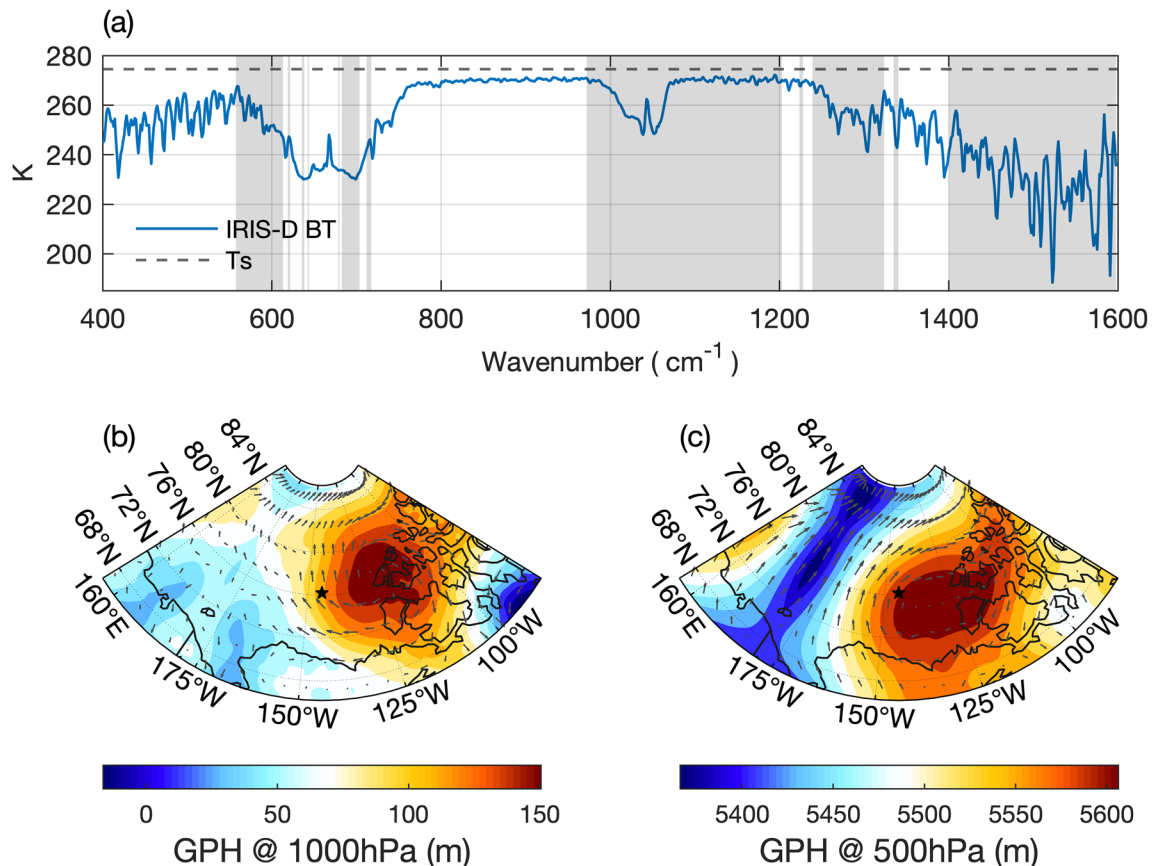 (a)
K
280
260
240
220
200
IRIS-D BT
Ts
400
600
800
1000
1200
1400
1600
Wavenumber ( cm⁻¹ )
(b)
84°N
80°N
76°N
72°N
68°N
160°E
175°W
150°W
125°W
100°W
0
50
100
150
GPH @ 1000hPa (m)
(c)
84°N
80°N
76°N
72°N
68°N
160°E
175°W
150°W
125°W
100°W
5400
5450
5500
5550
5600
GPH @ 500hPa (m)